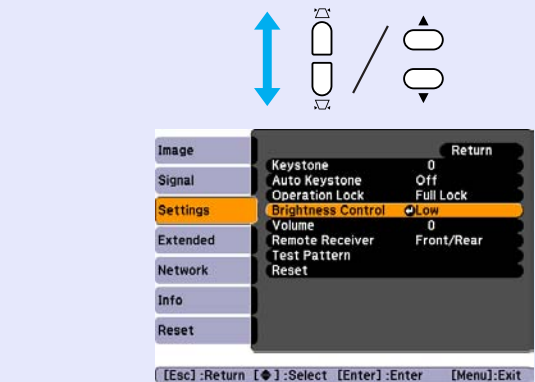 Image
Signal
Settings
Extended
Network
Info
Reset
Return
Keystone 0
Auto Keystone Off
Operation Lock Full Lock
Brightness Control Low
Volume 0
Remote Receiver Front/Rear
Test Pattern
Reset
[Esc] :Return [◆] :Select [Enter] :Enter [Menu]:Exit